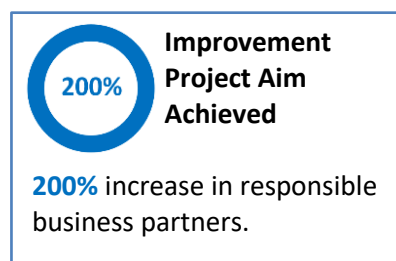 200%
Improvement
Project Aim
Achieved
200% increase in responsible
business partners.